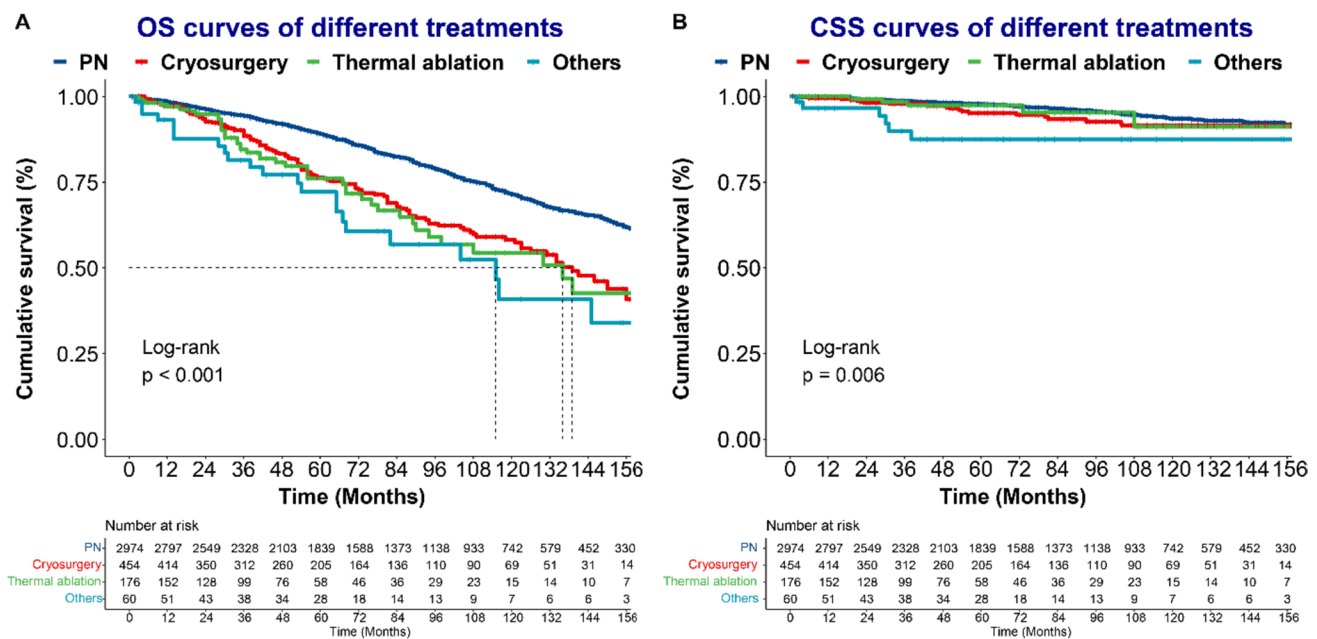 A
OS curves of different treatments
PN Cryosurgery Thermal ablation Others
Cumulative survival (%)
1.00
0.75
0.50
0.25
0.00
Log-rank
p < 0.001
0 12 24 36 48 60 72 84 96 108 120 132 144 156
Time (Months)
Number at risk
PN 2974 2797 2549 2328 2103 1839 1588 1373 1138 933 742 579 452 330
Cryosurgery 454 414 350 312 260 205 164 136 110 90 69 51 31 14
Thermal ablation 176 152 128 99 76 58 46 36 29 23 15 14 10 7
Others 60 51 43 38 34 28 18 14 13 9 7 6 6 3
0 12 24 36 48 60 72 84 96 108 120 132 144 156
Time (Months)
B
CSS curves of different treatments
PN Cryosurgery Thermal ablation Others
Cumulative survival (%)
1.00
0.75
0.50
0.25
0.00
Log-rank
p = 0.006
0 12 24 36 48 60 72 84 96 108 120 132 144 156
Time (Months)
Number at risk
PN 2974 2797 2549 2328 2103 1839 1588 1373 1138 933 742 579 452 330
Cryosurgery 454 414 350 312 260 205 164 136 110 90 69 51 31 14
Thermal ablation 176 152 128 99 76 58 46 36 29 23 15 14 10 7
Others 60 51 43 38 34 28 18 14 13 9 7 6 6 3
0 12 24 36 48 60 72 84 96 108 120 132 144 156
Time (Months)